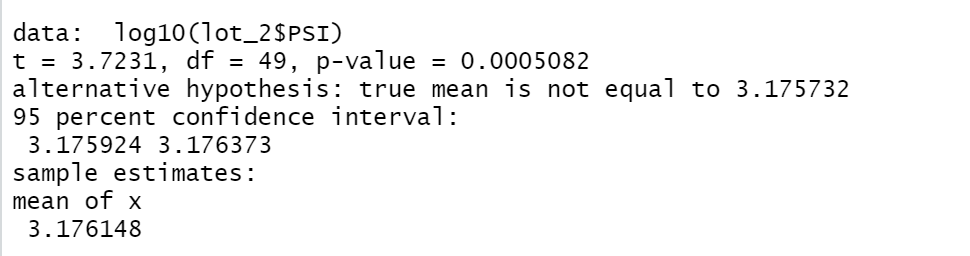 data:  log10(lot_2$PSI)
t = 3.7231, df = 49, p-value = 0.0005082
alternative hypothesis: true mean is not equal to 3.175732
95 percent confidence interval:
 3.175924 3.176373
sample estimates:
mean of x
 3.176148